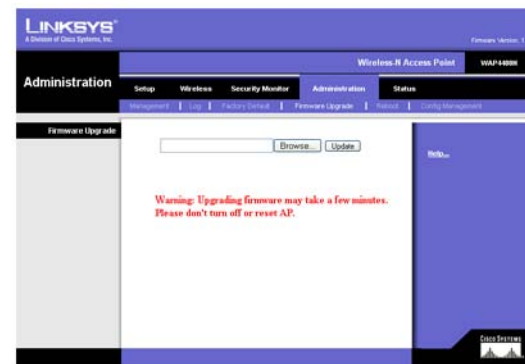 LINKSYS®
A Division of Cisco Systems, Inc.
Firmware Version: 1
Wireless-N Access Point WAP4400N
Administration
Setup Wireless Security Monitor Administration Status
Management | Log | Factory Default | Firmware Upgrade | Reboot | Config Management
Firmware Upgrade
Browse... Update
Help...
Warning: Upgrading firmware may take a few minutes.
Please don't turn off or reset AP.
CISCO SYSTEMS